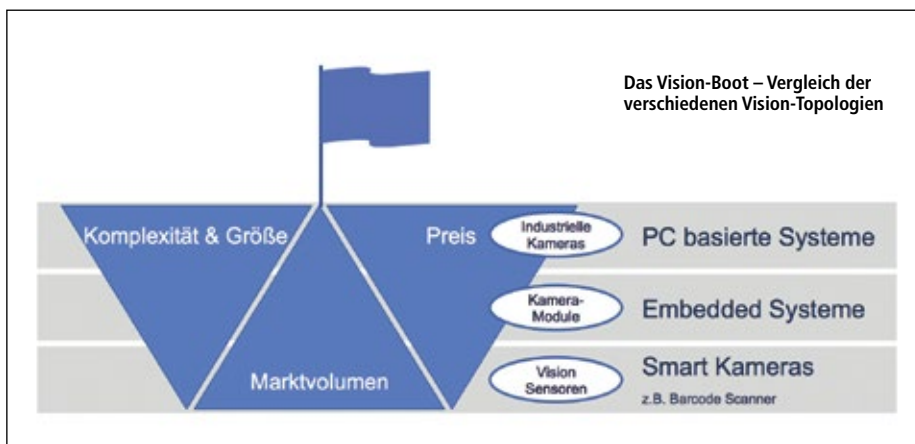 Das Vision-Boot – Vergleich der
verschiedenen Vision-Topologien
Komplexität & Größe
Preis
Industrielle
Kameras
PC basierte Systeme
Kamera-
Module
Embedded Systeme
Marktvolumen
Vision
Sensoren
Smart Kameras
z.B. Barcode Scanner